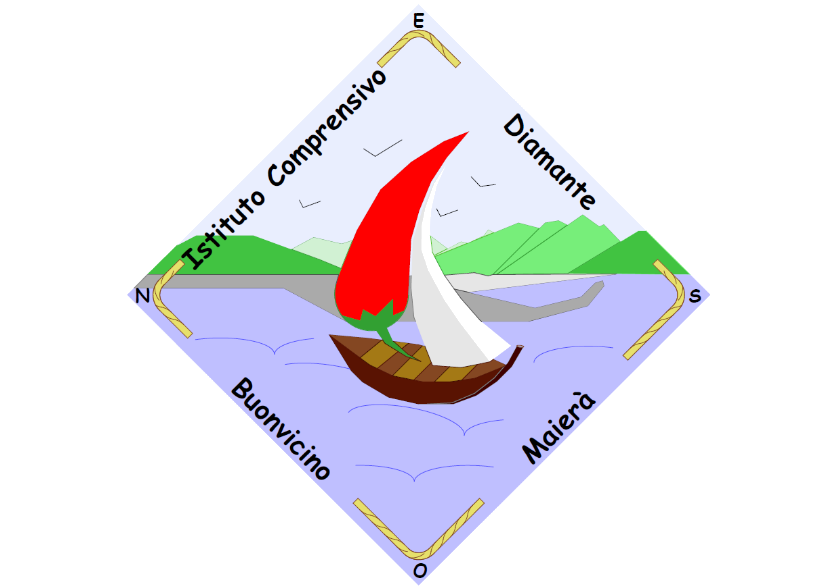 E
Istituto Comprensivo
Diamante
N
S
Buonvicino
Maierà
O